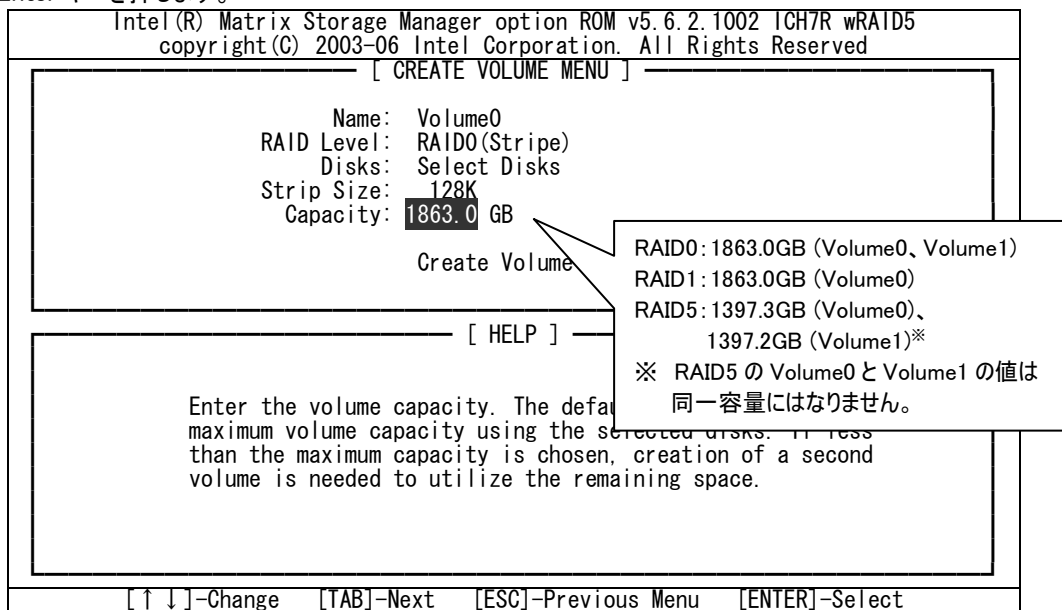 Enter キーを押します。
Intel(R) Matrix Storage Manager option ROM v5.6.2.1002 ICH7R wRAID5
copyright(C) 2003-06 Intel Corporation. All Rights Reserved
[ CREATE VOLUME MENU ]
Name: Volume0
RAID Level: RAID0(Stripe)
Disks: Select Disks
Strip Size: 128K
Capacity: 1863.0 GB
Create Volume
RAID0:1863.0GB (Volume0、Volume1)
RAID1:1863.0GB (Volume0)
RAID5:1397.3GB (Volume0)、
1397.2GB (Volume1)※
※ RAID5 の Volume0 と Volume1 の値は
同一容量にはなりません。
[ HELP ]
Enter the volume capacity. The
maximum volume capacity using the selected disks. If less
than the maximum capacity is chosen, creation of a second
volume is needed to utilize the remaining space.
[↑↓]-Change [TAB]-Next [ESC]-Previous Menu [ENTER]-Select